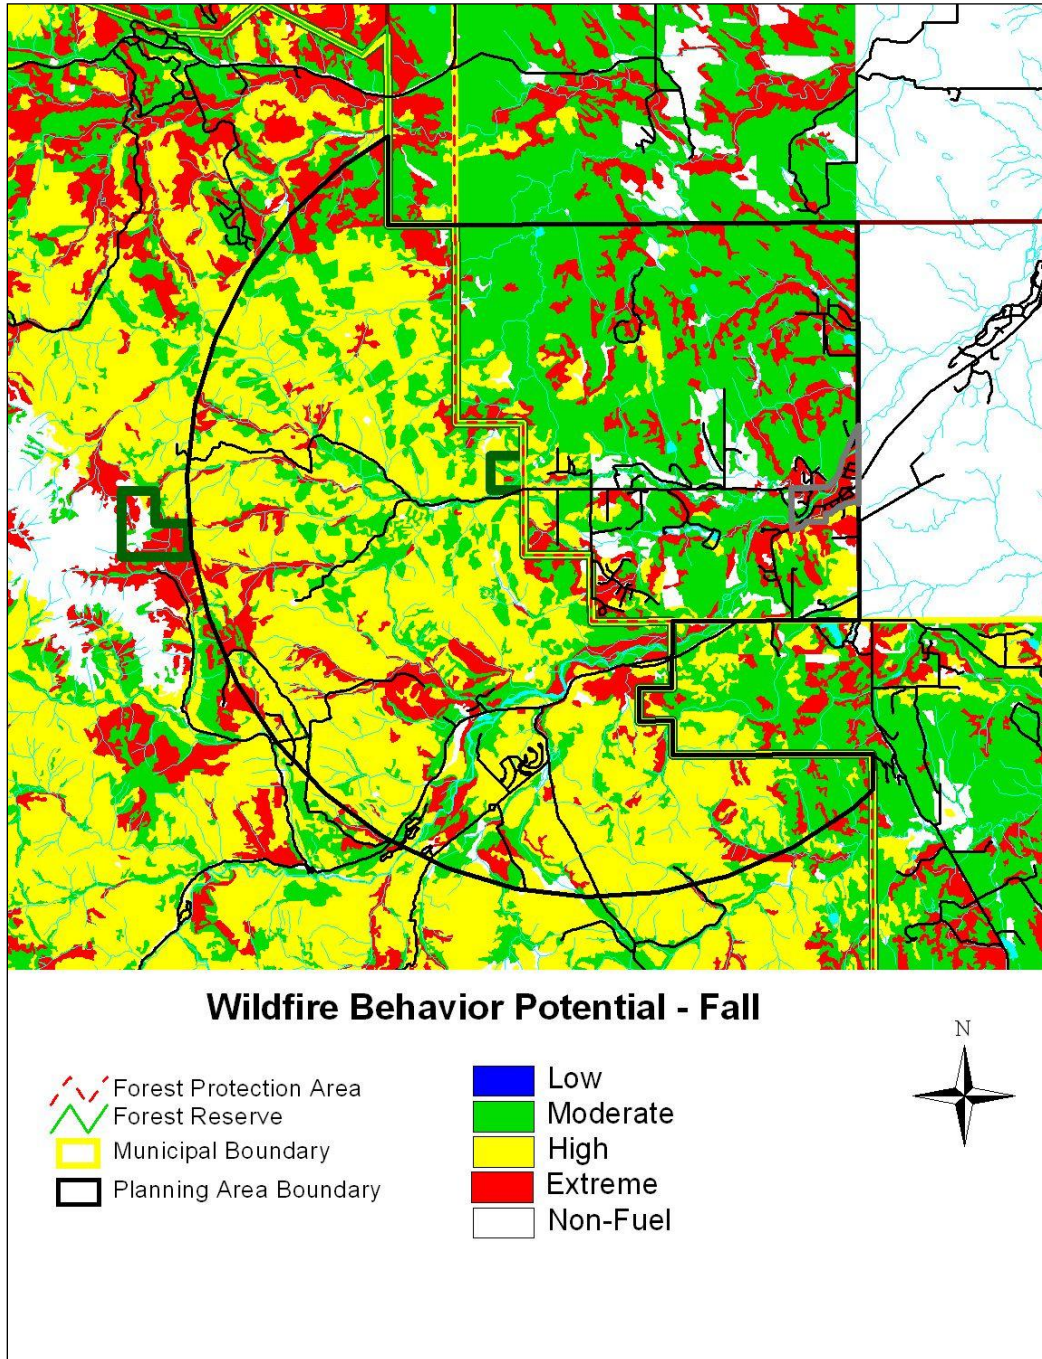 Wildfire Behavior Potential - Fall
N
Forest Protection Area
Forest Reserve
Municipal Boundary
Planning Area Boundary
Low
Moderate
High
Extreme
Non-Fuel